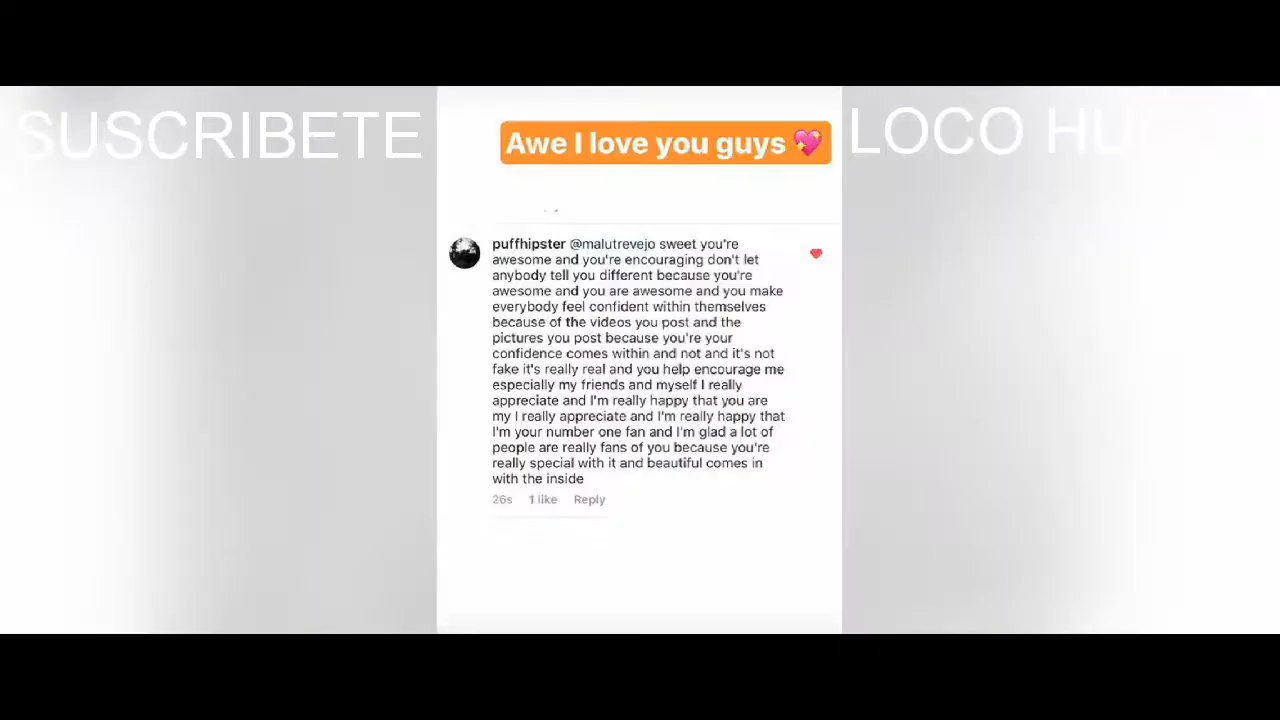 SUSCRIBETE
LOCO HU
Awe I love you guys 💖
puffhipster @malutrevejo sweet you're
awesome and you're encouraging don't let
anybody tell you different because you're
awesome and you are awesome and you make
everybody feel confident within themselves
because of the videos you post and the
pictures you post because you're your
confidence comes within and not and it's not
fake it's really real and you help encourage me
especially my friends and myself I really
appreciate and I'm really happy that you are
my I really appreciate and I'm really happy that
I'm your number one fan and I'm glad a lot of
people are really fans of you because you're
really special with it and beautiful comes in
with the inside
26s 1 like Reply